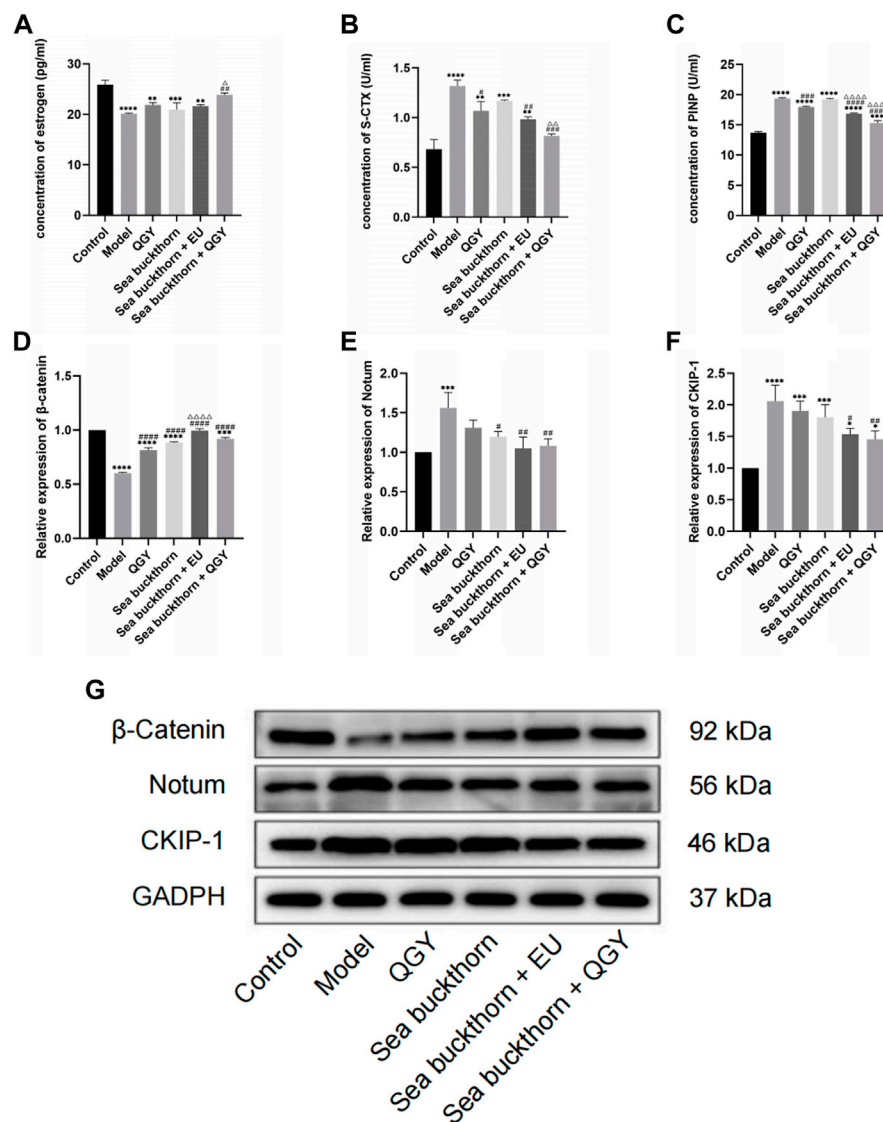 A
concentration of estrogen (pg/ml)
30
20
10
0
****
**
***
**
△
##
Control
Model
QGY
Sea buckthorn
Sea buckthorn + EU
Sea buckthorn + QGY
B
concentration of S-CTX (U/ml)
1.5
1.0
0.5
0.0
****
#
**
***
##
**
△△
###
Control
Model
QGY
Sea buckthorn
Sea buckthorn + EU
Sea buckthorn + QGY
C
concentration of PINP (U/ml)
25
20
15
10
5
0
****
###
****
****
△△△△
####
****
△△△
###
***
Control
Model
QGY
Sea buckthorn
Sea buckthorn + EU
Sea buckthorn + QGY
D
Relative expression of β-catenin
1.5
1.0
0.5
0.0
****
####
****
####
****
△△△△
####
####
***
Control
Model
QGY
Sea buckthorn
Sea buckthorn + EU
Sea buckthorn + QGY
E
Relative expression of Notum
2.0
1.5
1.0
0.5
0.0
***
#
##
##
Control
Model
QGY
Sea buckthorn
Sea buckthorn + EU
Sea buckthorn + QGY
F
Relative expression of CKIP-1
2.5
2.0
1.5
1.0
0.5
0.0
****
***
***
#
*
##
*
Control
Model
QGY
Sea buckthorn
Sea buckthorn + EU
Sea buckthorn + QGY
G
β-Catenin 92 kDa
Notum 56 kDa
CKIP-1 46 kDa
GADPH 37 kDa
Control
Model
QGY
Sea buckthorn
Sea buckthorn + EU
Sea buckthorn + QGY